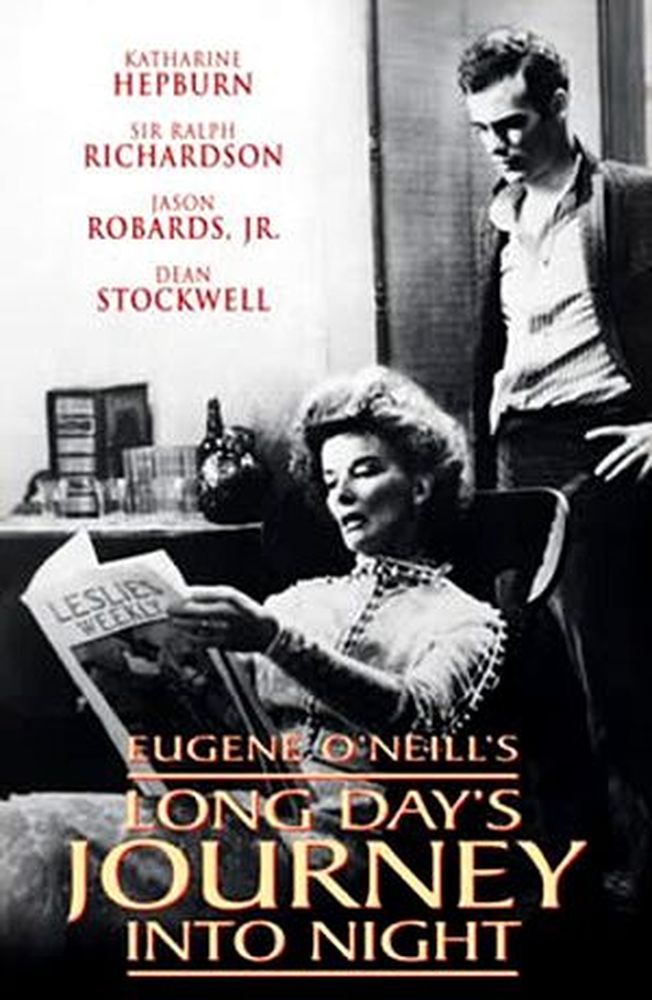 KATHARINE
HEPBURN
SIR RALPH
RICHARDSON
JASON
ROBARDS, JR.
DEAN
STOCKWELL
LESLIE'S
WEEKLY
EUGENE O'NEILL'S
LONG DAY'S
JOURNEY
INTO NIGHT